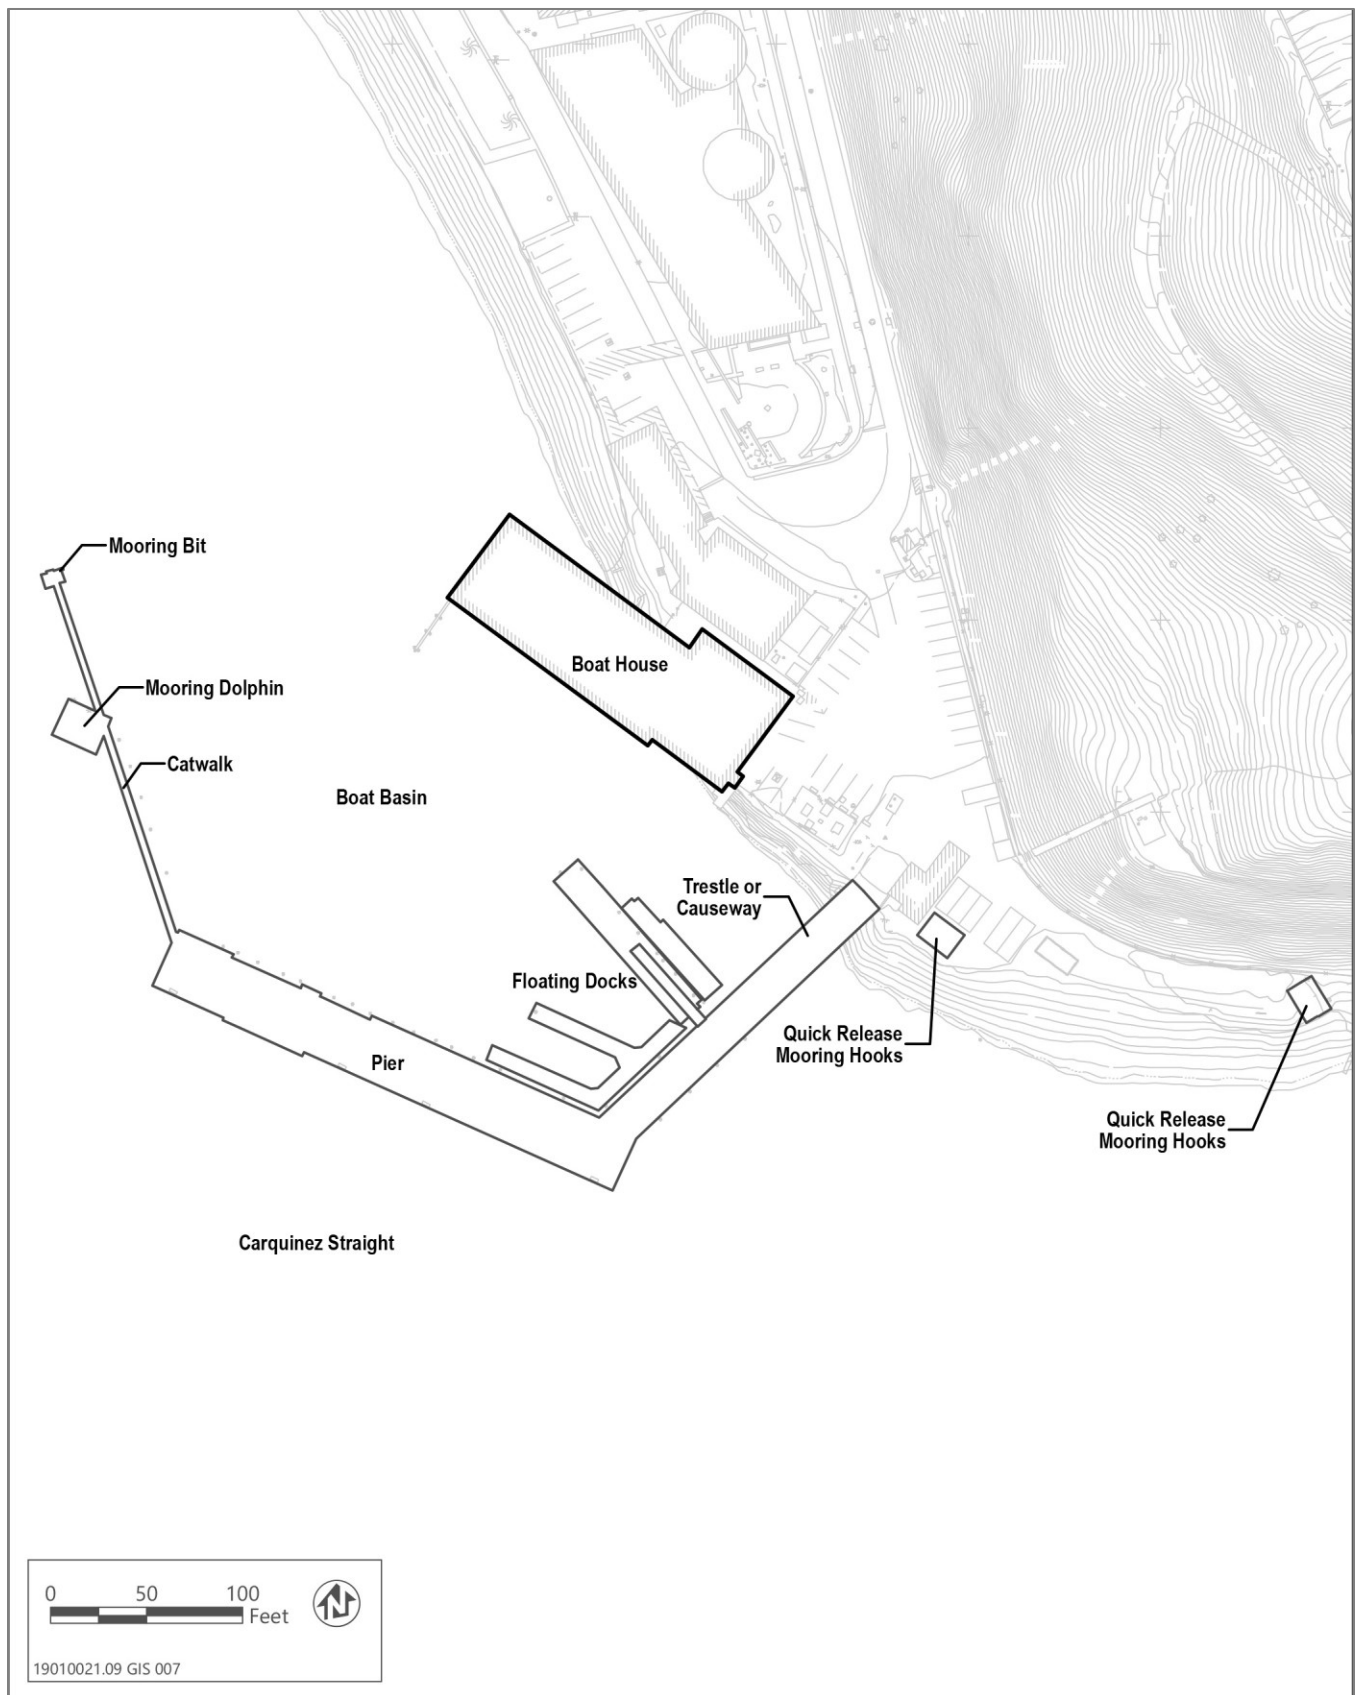 Mooring Bit
Mooring Dolphin
Boat House
Catwalk
Boat Basin
Trestle or
Causeway
Floating Docks
Quick Release
Mooring Hooks
Pier
Quick Release
Mooring Hooks
Carquinez Straight
0 50 100
Feet
N
19010021.09 GIS 007